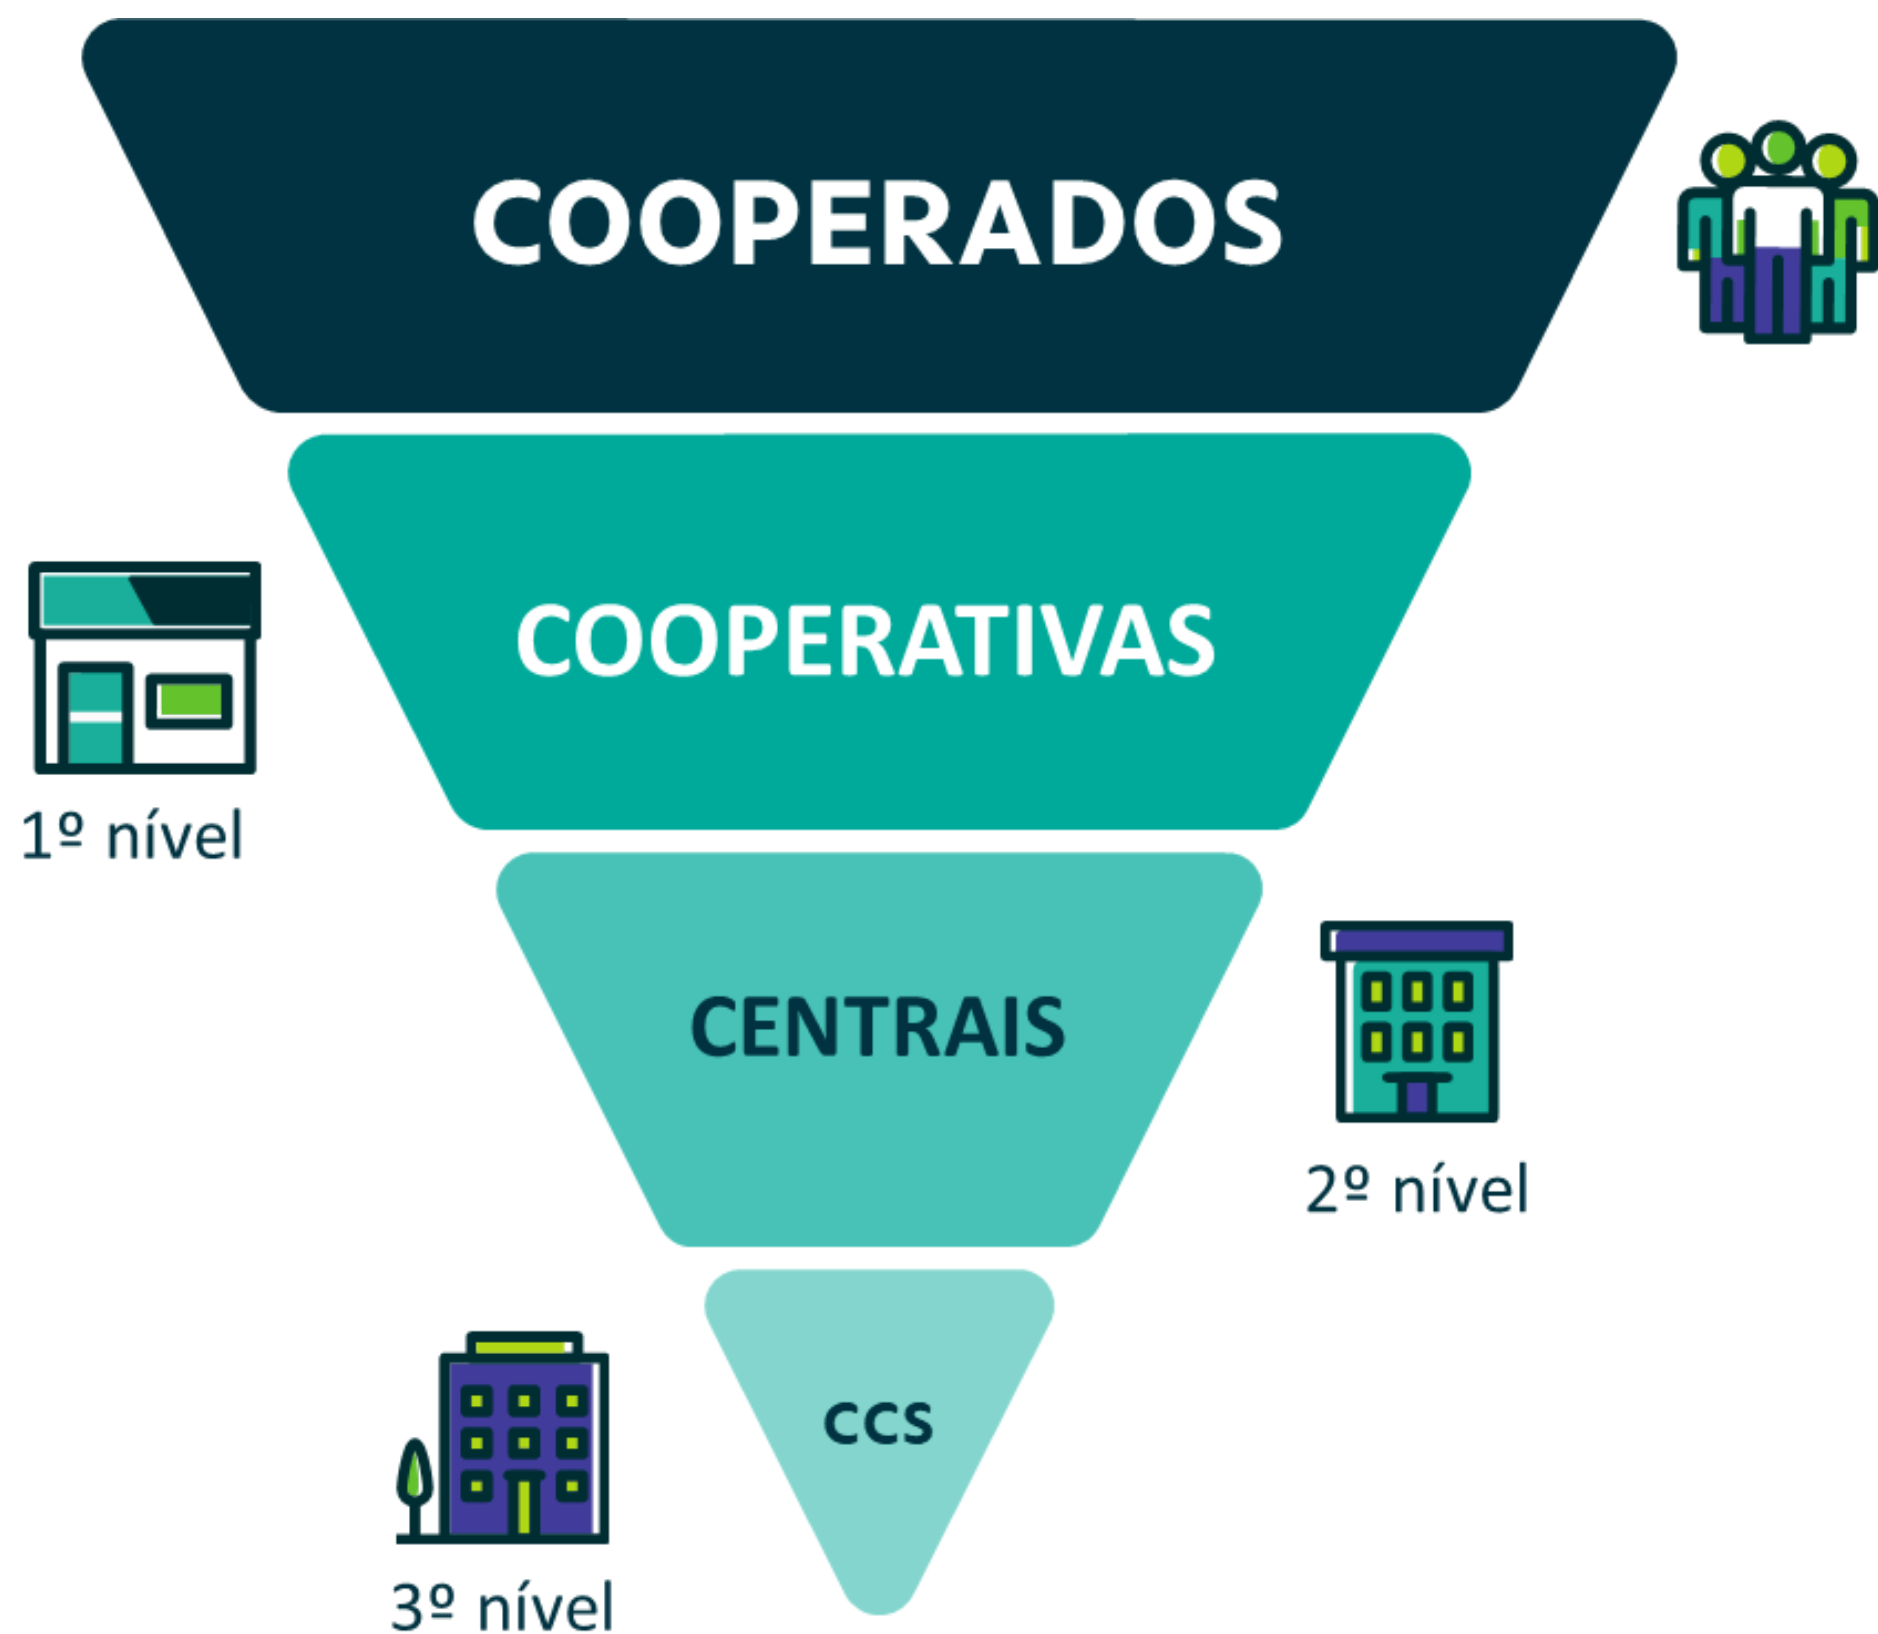 COOPERADOS
COOPERATIVAS
1º nível
CENTRAIS
2º nível
CCS
3º nível